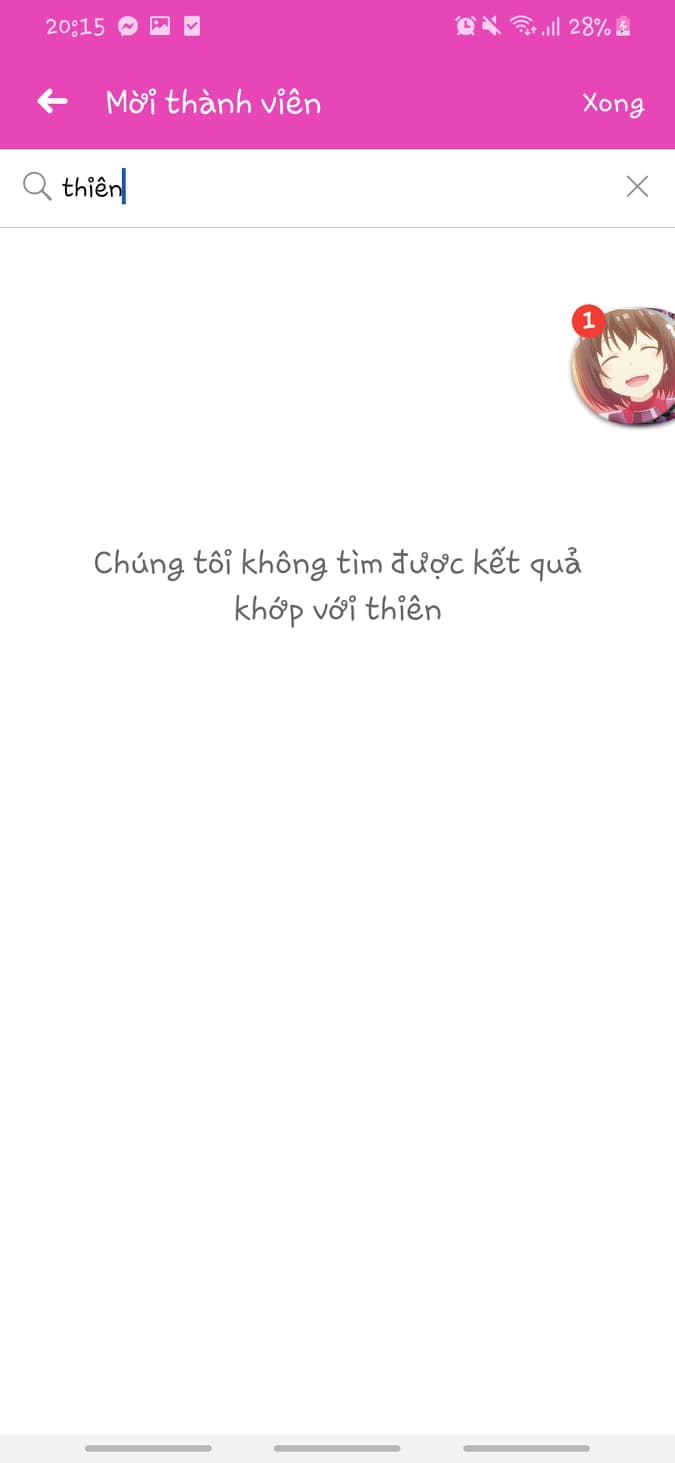 20:15 28%
Mời thành viên Xong
thiên
1
Chúng tôi không tìm được kết quả
khớp với thiên